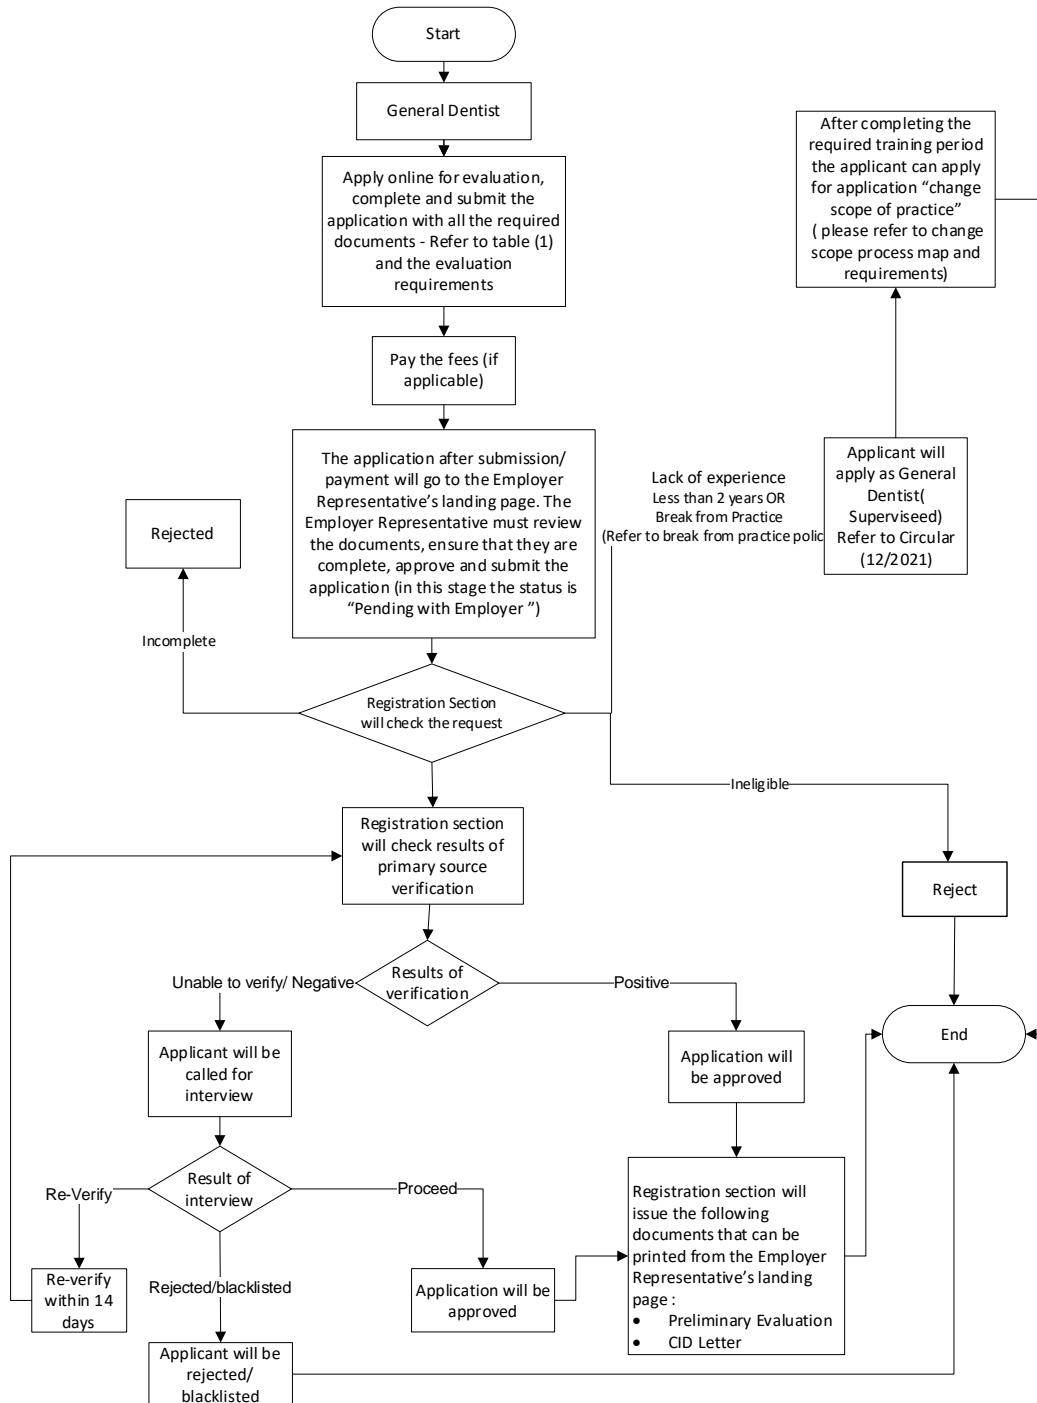 Start
General Dentist
Apply online for evaluation,
complete and submit the
application with all the required
documents - Refer to table (1)
and the evaluation
requirements
Pay the fees (if
applicable)
The application after submission/
payment will go to the Employer
Representative’s landing page. The
Employer Representative must review
the documents, ensure that they are
complete, approve and submit the
application (in this stage the status is
“Pending with Employer ”)
Rejected
Incomplete
Registration Section
will check the request
Lack of experience
Less than 2 years OR
Break from Practice
(Refer to break from practice polic
Applicant will
apply as General
Dentist(
Superviseed)
Refer to Circular
(12/2021)
After completing the
required training period
the applicant can apply
for application “change
scope of practice”
( please refer to change
scope process map and
requirements)
Ineligible
Reject
End
Registration section
will check results of
primary source
verification
Results of
verification
Unable to verify/ Negative
Positive
Applicant will be
called for
interview
Application will
be approved
Result of
interview
Re-Verify
Proceed
Rejected/blacklisted
Re-verify
within 14
days
Application will be
approved
Registration section will
issue the following
documents that can be
printed from the Employer
Representative’s landing
page :
• Preliminary Evaluation
• CID Letter
Applicant will be
rejected/
blacklisted